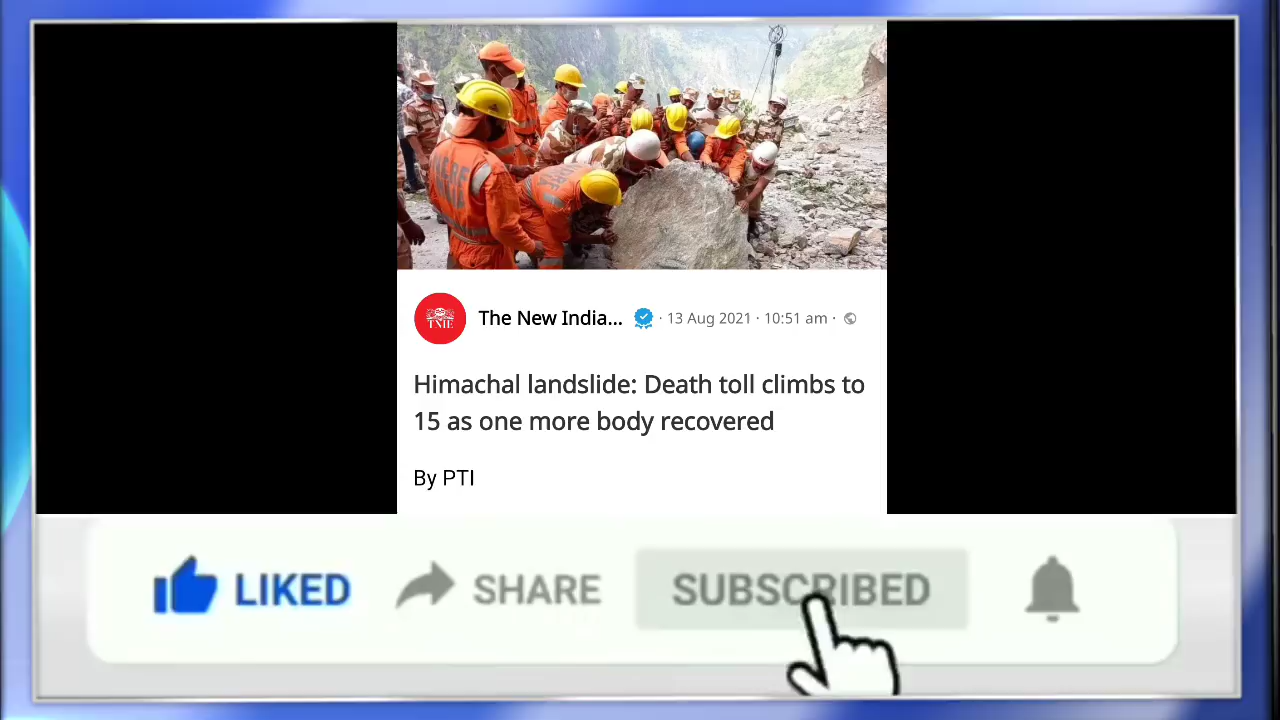 TNIE
The New India...
· 13 Aug 2021 · 10:51 am ·
Himachal landslide: Death toll climbs to
15 as one more body recovered
By PTI
LIKED
SHARE
SUBSCRIBED